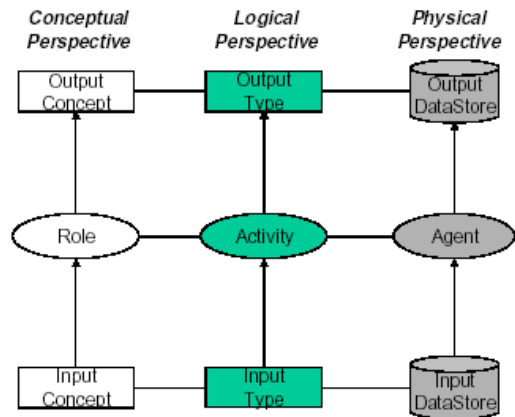 Conceptual Perspective
Logical Perspective
Physical Perspective
Output Concept
Output Type
Output DataStore
Role
Activity
Agent
Input Concept
Input Type
Input DataStore